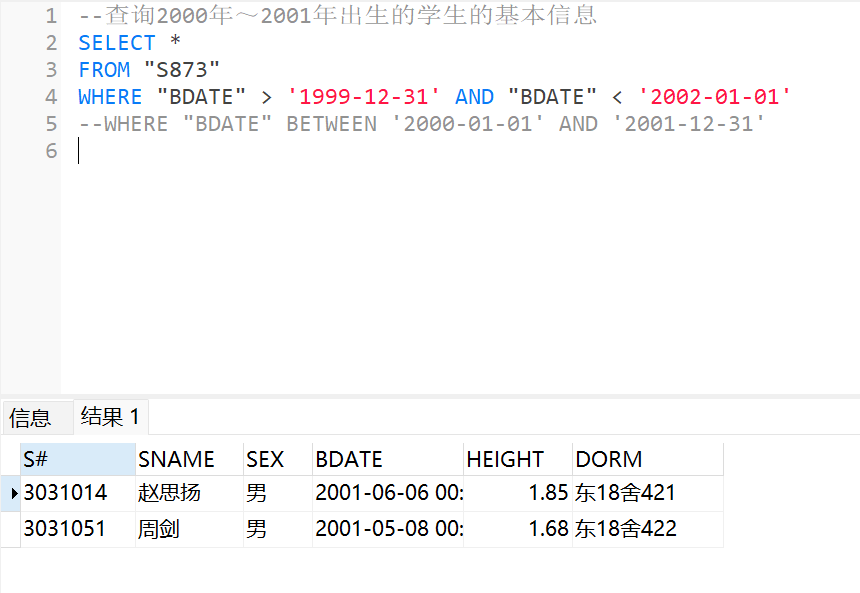 1 --查询2000年～2001年出生的学生的基本信息
2 SELECT *
3 FROM "S873"
4 WHERE "BDATE" > '1999-12-31' AND "BDATE" < '2002-01-01'
5 --WHERE "BDATE" BETWEEN '2000-01-01' AND '2001-12-31'
6
信息 结果 1
S# SNAME SEX BDATE HEIGHT DORM
3031014 赵思扬 男 2001-06-06 00: 1.85 东18舍421
3031051 周剑 男 2001-05-08 00: 1.68 东18舍422